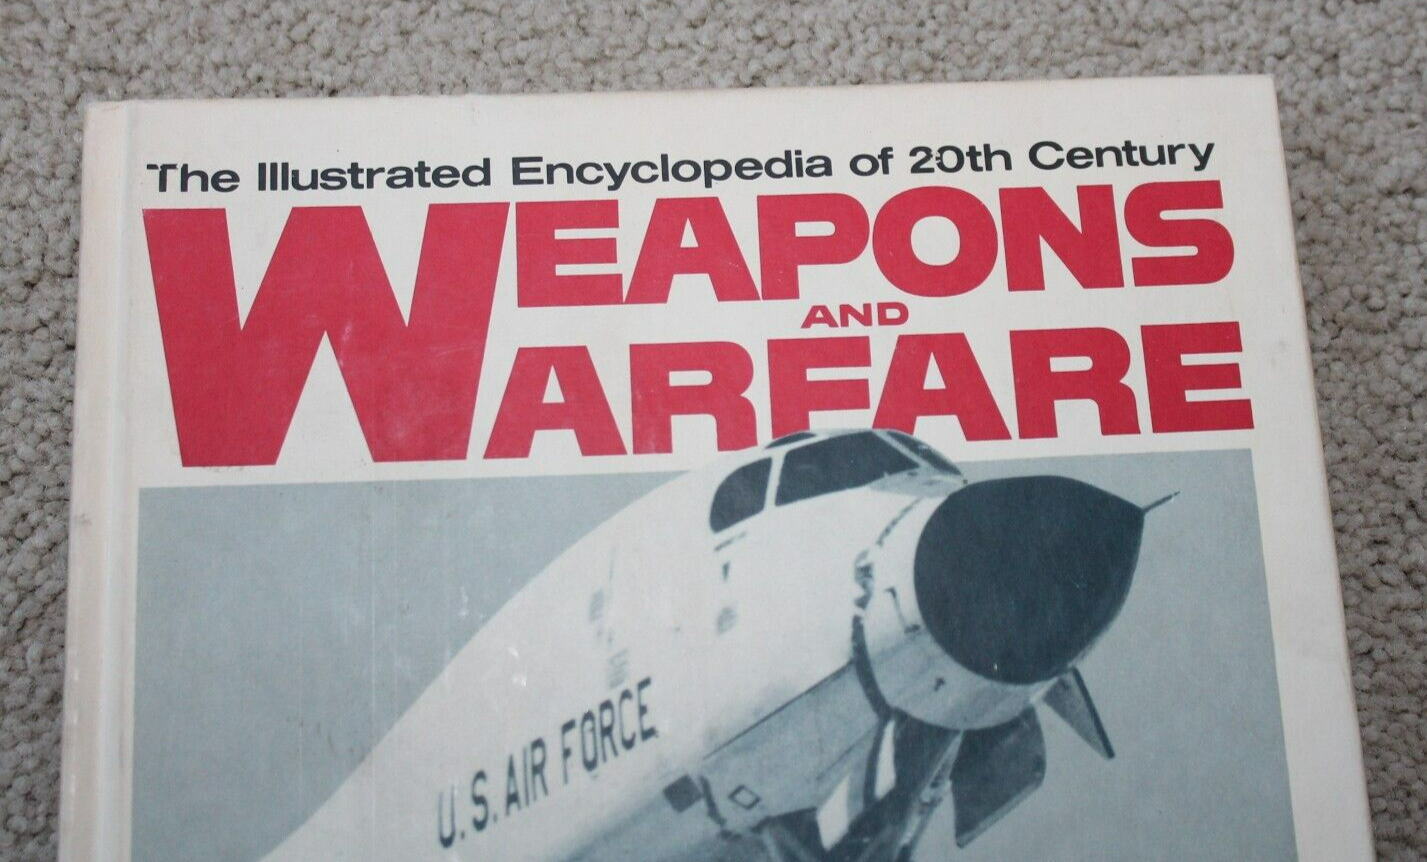 The Illustrated Encyclopedia of 20th Century
WEAPONS
AND
WARFARE
U.S. AIR FORCE